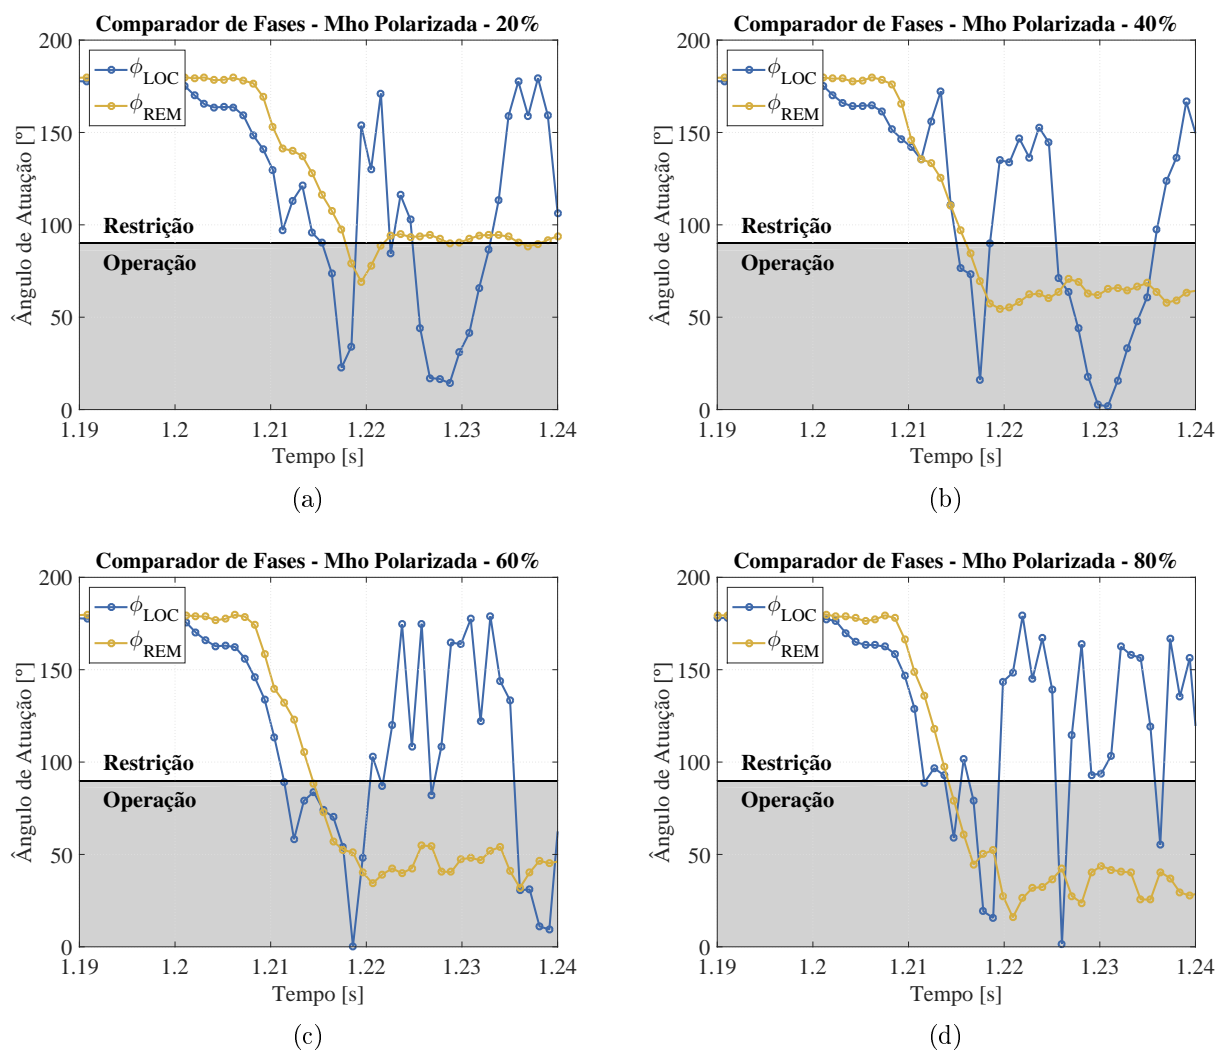 Comparador de Fases - Mho Polarizada - 20%
200
150
100
50
0
Ângulo de Atuação [º]
ϕLOC
ϕREM
Restrição
Operação
1.19 1.2 1.21 1.22 1.23 1.24
Tempo [s]
(a)
Comparador de Fases - Mho Polarizada - 40%
200
150
100
50
0
Ângulo de Atuação [º]
ϕLOC
ϕREM
Restrição
Operação
1.19 1.2 1.21 1.22 1.23 1.24
Tempo [s]
(b)
Comparador de Fases - Mho Polarizada - 60%
200
150
100
50
0
Ângulo de Atuação [º]
ϕLOC
ϕREM
Restrição
Operação
1.19 1.2 1.21 1.22 1.23 1.24
Tempo [s]
(c)
Comparador de Fases - Mho Polarizada - 80%
200
150
100
50
0
Ângulo de Atuação [º]
ϕLOC
ϕREM
Restrição
Operação
1.19 1.2 1.21 1.22 1.23 1.24
Tempo [s]
(d)